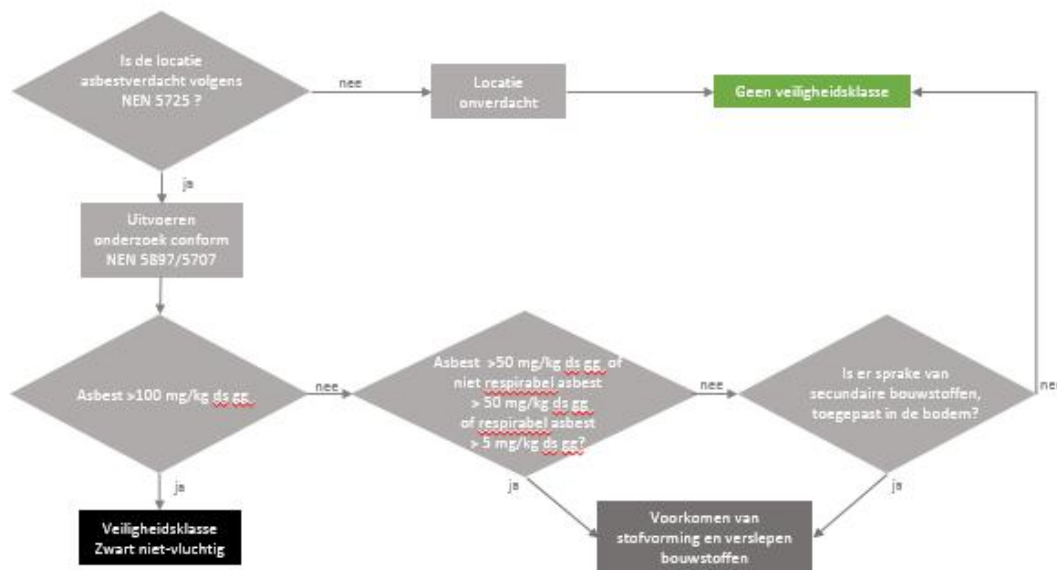 Is de locatie
asbestverdacht volgens
NEN 5725 ?
nee
Locatie
onverdacht
Geen veiligheidsklasse
ja
Uitvoeren
onderzoek conform
NEN 5897/5707
Asbest >100 mg/kg ds gg
nee
Asbest >50 mg/kg ds gg of
niet respirabel asbest
> 50 mg/kg ds gg
of respirabel asbest
> 5 mg/kg ds gg?
nee
Is er sprake van
secundaire bouwstoffen,
toegepast in de bodem?
nee
ja
ja
ja
Veiligheidsklasse
Zwart niet-vluchtig
Voorkomen van
stofvorming en verslepen
bouwstoffen